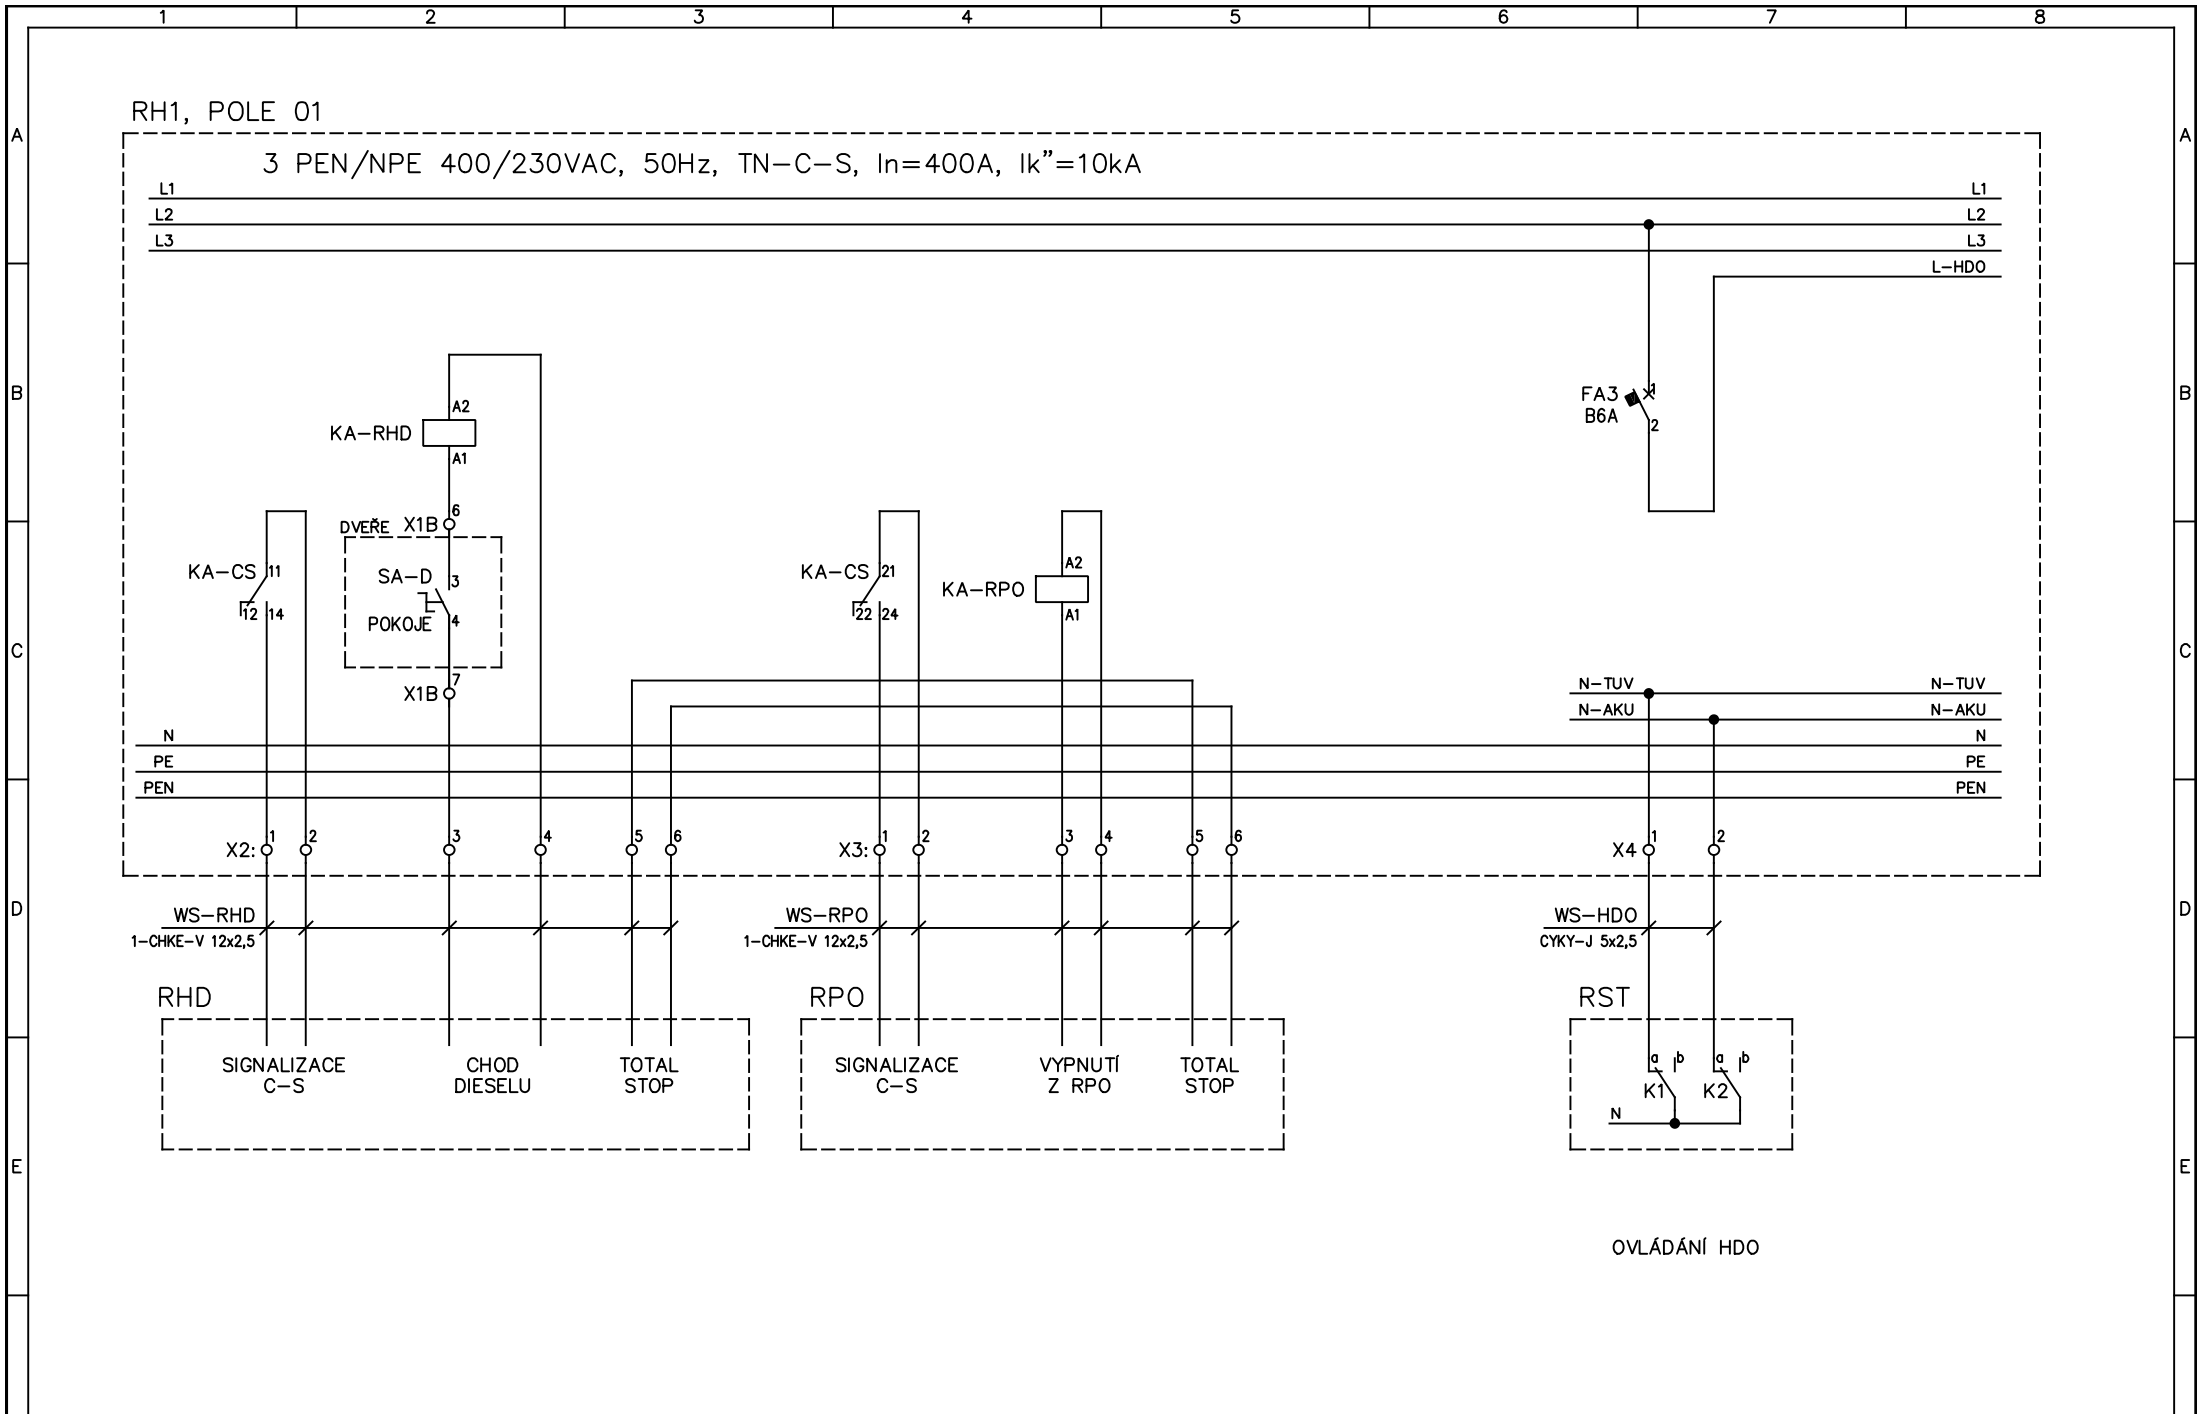 1 2 3 4 5 6 7 8
RH1, POLE 01
A A
3 PEN/NPE 400/230VAC, 50Hz, TN-C-S, In=400A, Ik"=10kA
L1 L1
L2 L2
L3 L3
L-HDO
B B
FA3 1
B6A 2
A2
KA-RHD
A1
6
DVEŘE X1B
KA-CS 11
12 14
SA-D 3
POKOJE 4
KA-CS 21
22 24
A2
KA-RPO
A1
C C
7
X1B
N-TUV N-TUV
N-AKU N-AKU
N N
PE PE
PEN PEN
X2: 1 2 3 4 5 6
X3: 1 2 3 4 5 6
X4 1 2
D D
WS-RHD
1-CHKE-V 12x2,5
WS-RPO
1-CHKE-V 12x2,5
WS-HDO
CYKY-J 5x2,5
RHD
RPO
RST
SIGNALIZACE
C-S
CHOD
DIESELU
TOTAL
STOP
SIGNALIZACE
C-S
VYPNUTÍ
Z RPO
TOTAL
STOP
a b a b
K1 K2
N
E E
OVLÁDÁNÍ HDO